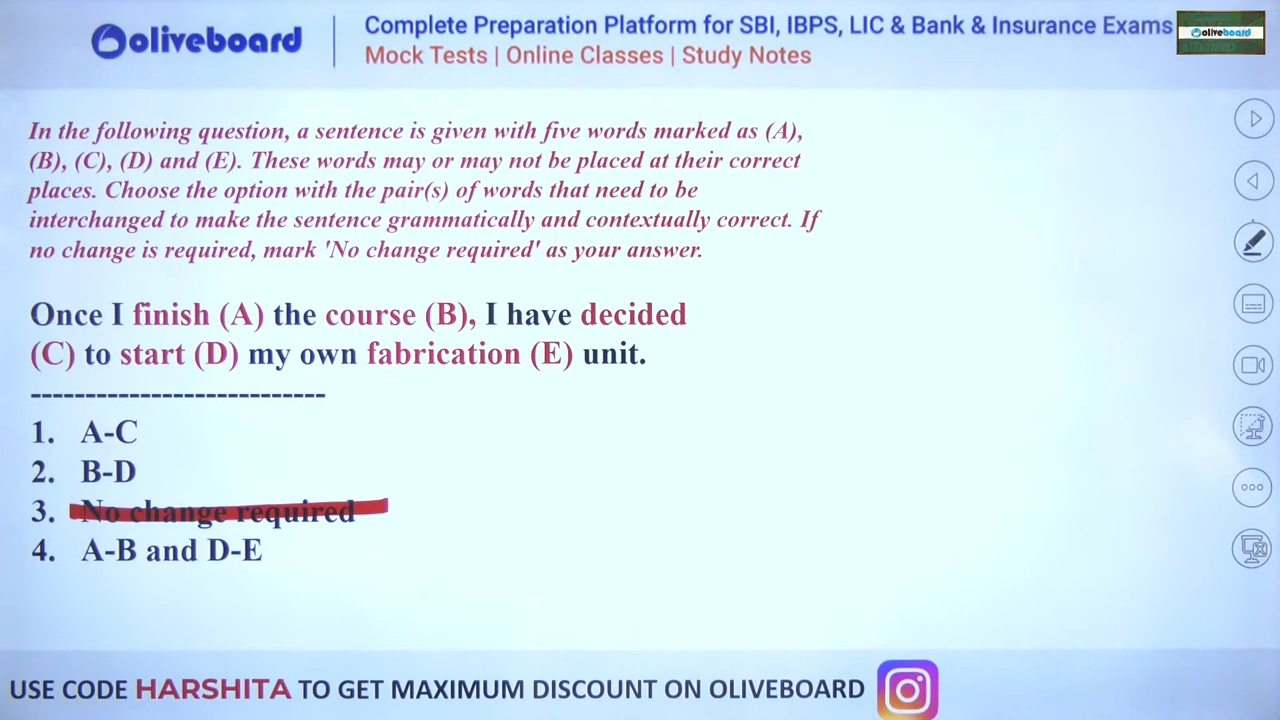 oliveboard
Complete Preparation Platform for SBI, IBPS, LIC & Bank & Insurance Exams
Mock Tests | Online Classes | Study Notes
oliveboard
In the following question, a sentence is given with five words marked as (A),
(B), (C), (D) and (E). These words may or may not be placed at their correct
places. Choose the option with the pair(s) of words that need to be
interchanged to make the sentence grammatically and contextually correct. If
no change is required, mark 'No change required' as your answer.
Once I finish (A) the course (B), I have decided
(C) to start (D) my own fabrication (E) unit.
---------------------------
1. A-C
2. B-D
3. No change required
4. A-B and D-E
USE CODE HARSHITA TO GET MAXIMUM DISCOUNT ON OLIVEBOARD